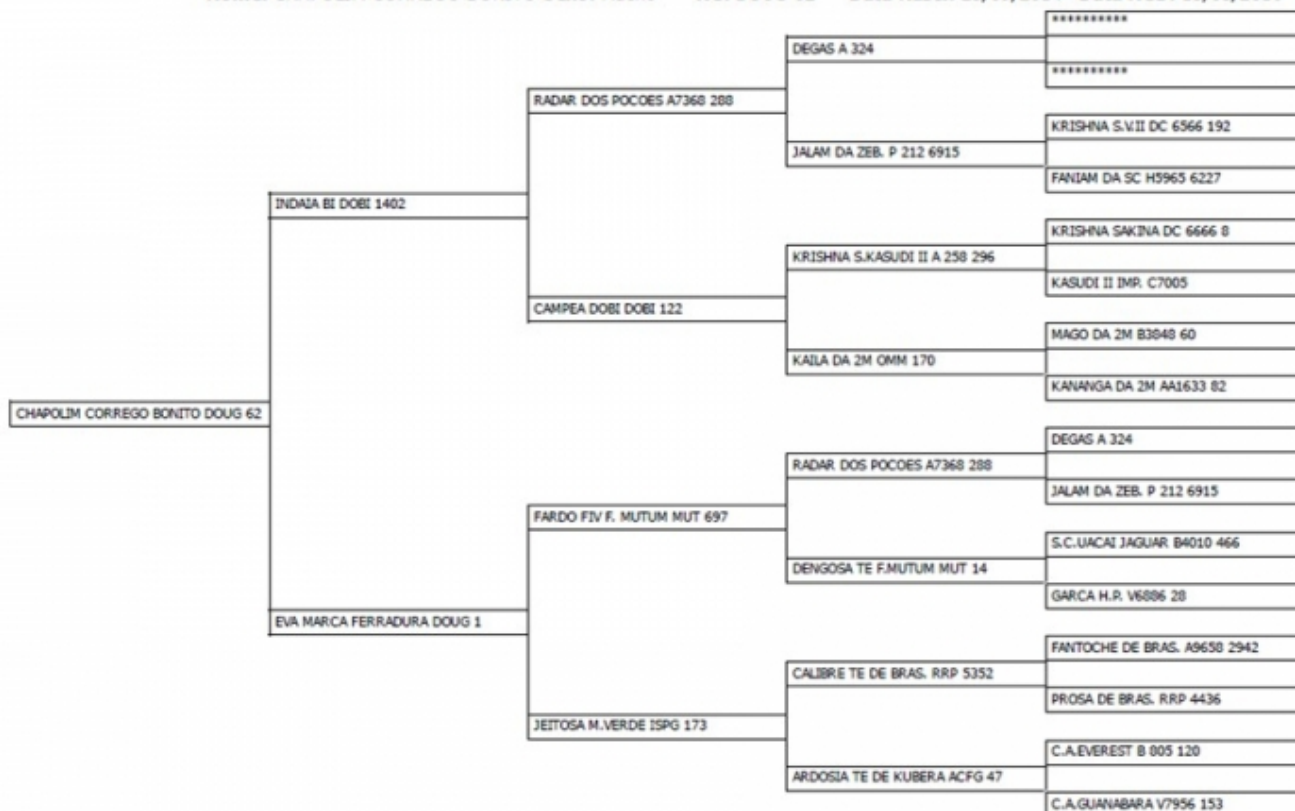 **********
DEGAS A 324
**********
RADAR DOS POCOES A7368 288
KRISHNA S.V.II DC 6566 192
JALAM DA ZEB. P 212 6915
FANIAM DA SC H5965 6227
INDAIA BI DOBI 1402
KRISHNA SAKINA DC 6666 8
KRISHNA S.KASUDI II A 258 296
KASUDI II IMP. C7005
CAMPEA DOBI DOBI 122
MAGO DA 2M B3848 60
KAILA DA 2M OMM 170
KANANGA DA 2M AA1633 82
CHAPOLIM CORREGO BONITO DOUG 62
DEGAS A 324
RADAR DOS POCOES A7368 288
JALAM DA ZEB. P 212 6915
FARDO FIV F. MUTUM MUT 697
S.C.UACAI JAGUAR B4010 466
DENGOSA TE F.MUTUM MUT 14
GARCA H.P. V6886 28
EVA MARCA FERRADURA DOUG 1
FANTOCHE DE BRAS. A9658 2942
CALIBRE TE DE BRAS. RRP 5352
PROSA DE BRAS. RRP 4436
JEITOSA M.VERDE ISPG 173
C.A.EVEREST B 805 120
ARDOSIA TE DE KUBERA ACFG 47
C.A.GUANABARA V7956 153